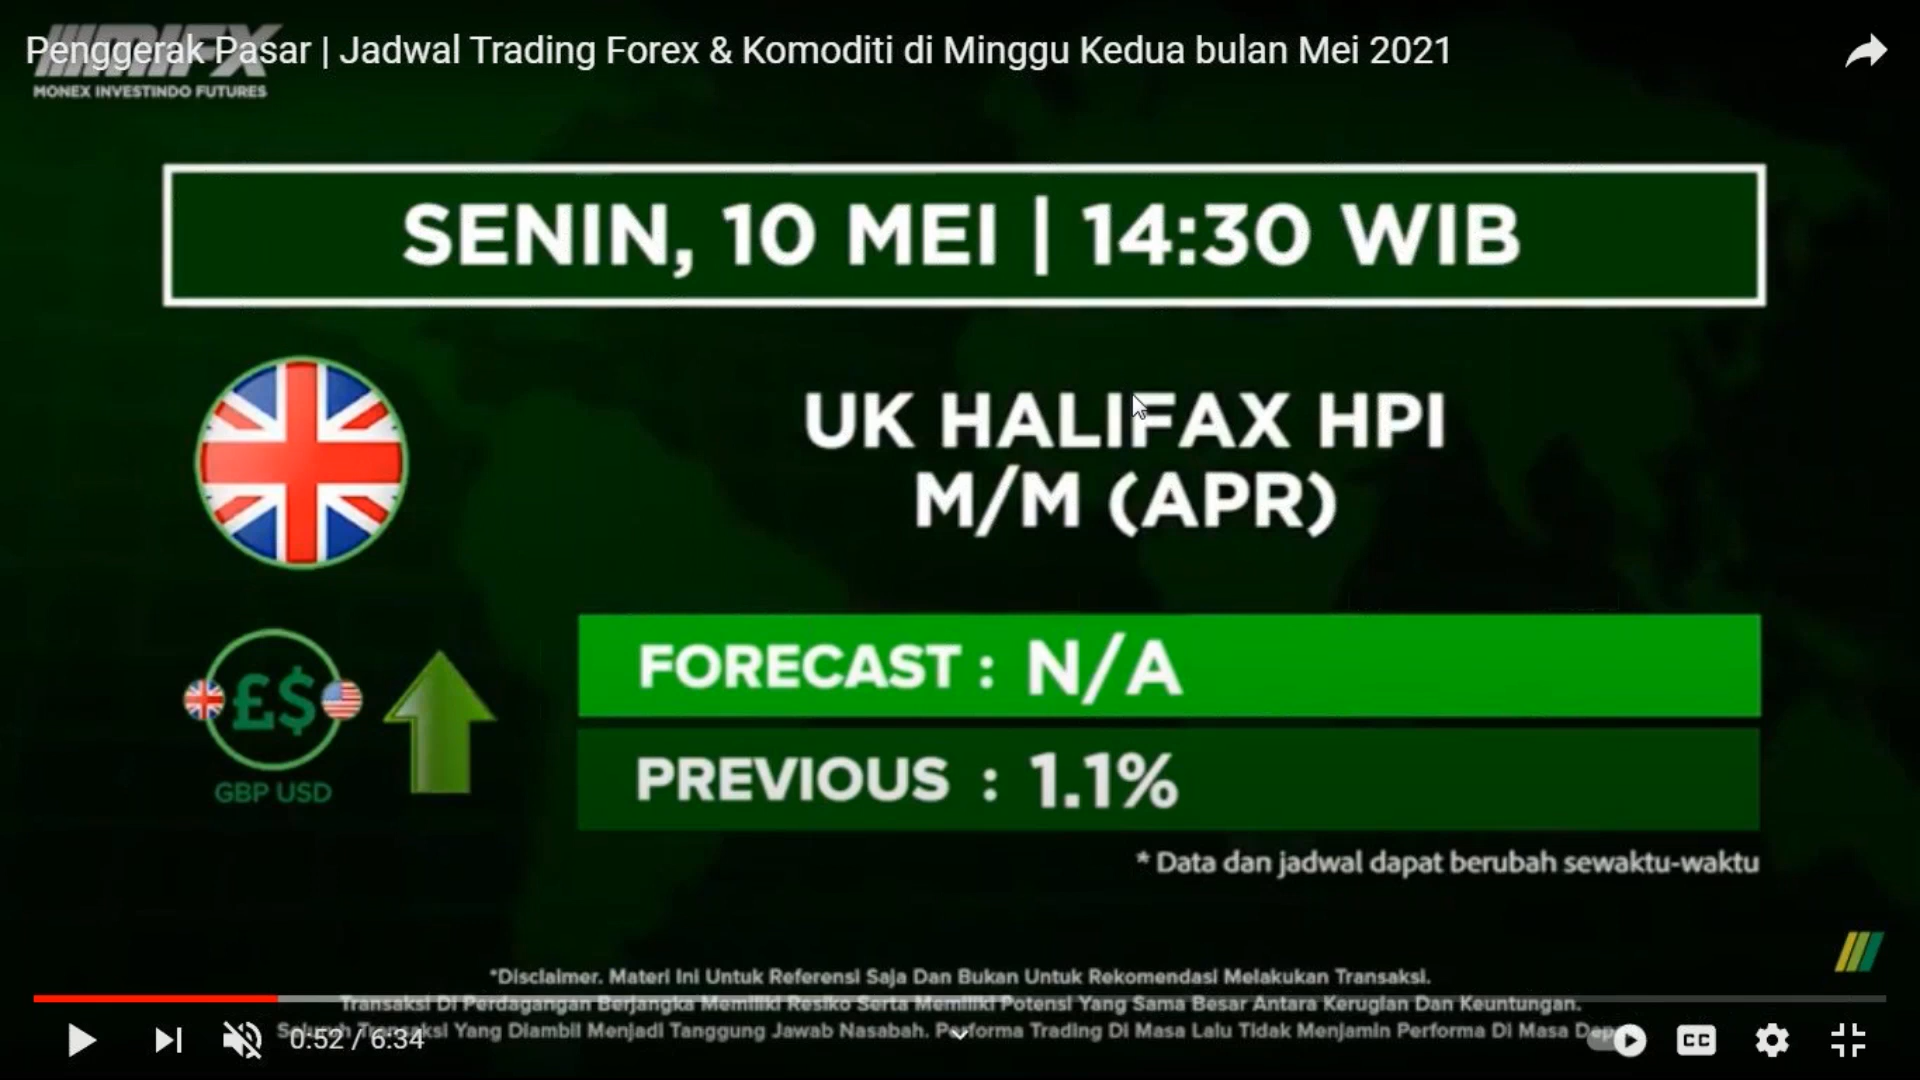 Penggerak Pasar | Jadwal Trading Forex & Komoditi di Minggu Kedua bulan Mei 2021
MIFX
MONEX INVESTINDO FUTURES
SENIN, 10 MEI | 14:30 WIB
UK HALIFAX HPI
M/M (APR)
£$
GBP USD
FORECAST : N/A
PREVIOUS : 1.1%
* Data dan jadwal dapat berubah sewaktu-waktu
*Disclaimer. Materi Ini Untuk Referensi Saja Dan Bukan Untuk Rekomendasi Melakukan Transaksi.
Transaksi Di Perdagangan Berjangka Memiliki Resiko Serta Memiliki Potensi Yang Sama Besar Antara Kerugian Dan Keuntungan.
Yang Diambil Menjadi Tanggung Jawab Nasabah. Performa Trading Di Masa Lalu Tidak Menjamin Performa Di Masa
0:52 / 6:34
CC